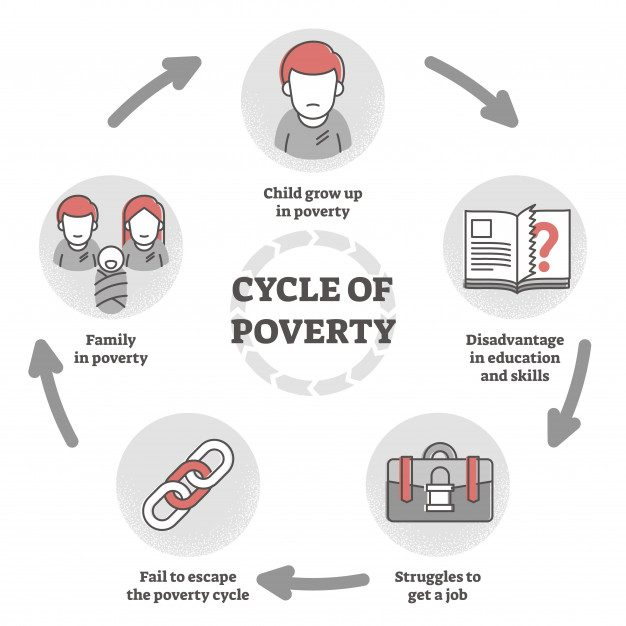 Child grow up
in poverty
CYCLE OF
POVERTY
Disadvantage
in education
and skills
Struggles to
get a job
Fail to escape
the poverty cycle
Family
in poverty
?